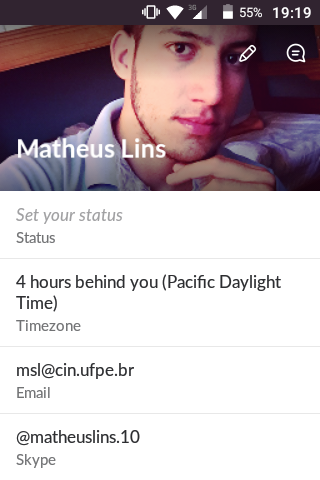 3G 55% 19:19
Matheus Lins
Set your status
Status
4 hours behind you (Pacific Daylight
Time)
Timezone
msl@cin.ufpe.br
Email
@matheuslins.10
Skype